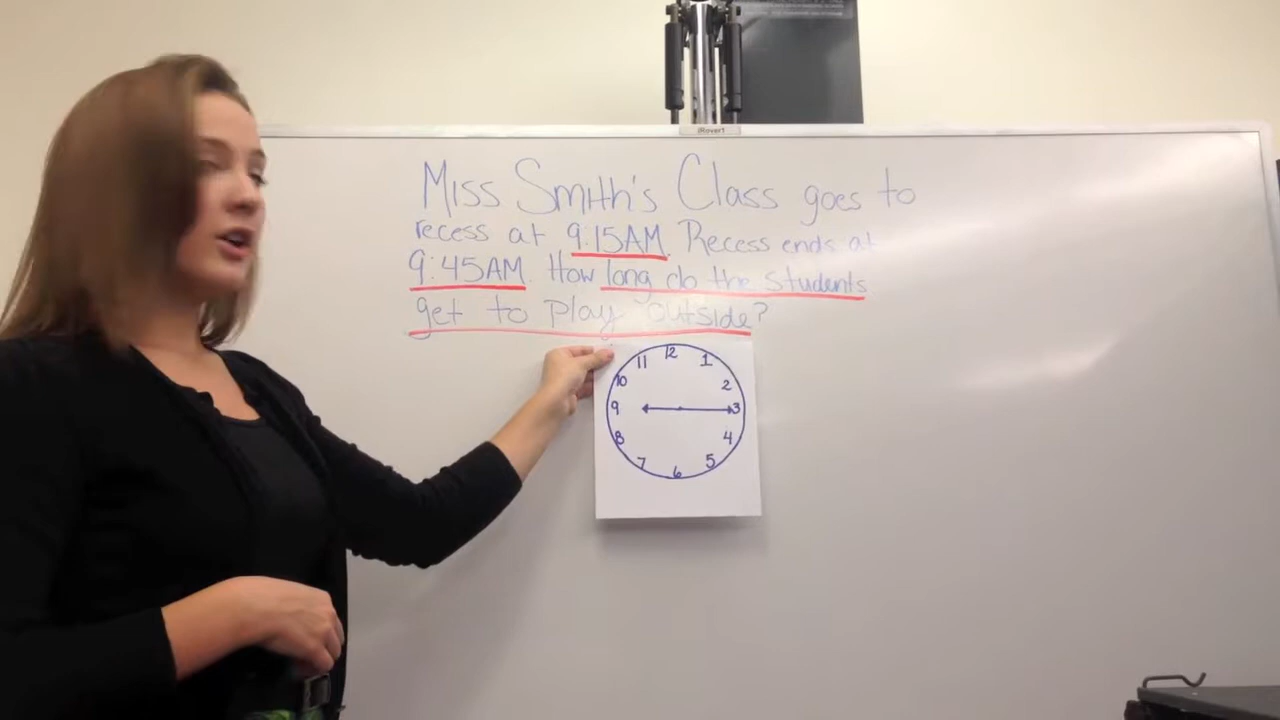 iRover1
Miss Smith's Class goes to
recess at 9:15AM. Recess ends at
9:45AM. How long do the students
get to play outside?
12
11 1
10 2
9 3
8 4
7 5
6